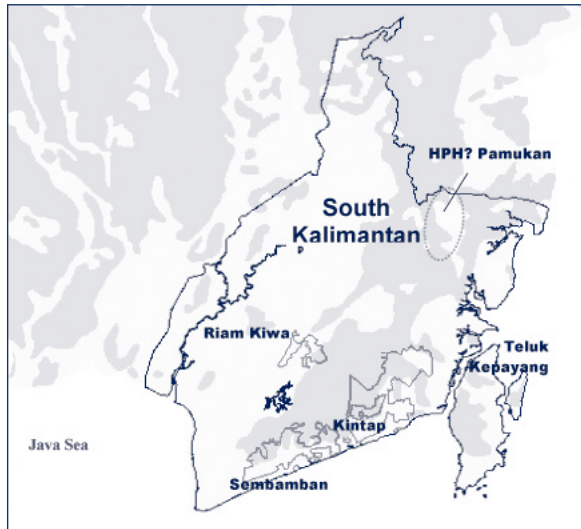 HPH? Pamukan
South
Kalimantan
Riam Kiwa
Teluk
Kepayang
Kintap
Java Sea
Sembamban